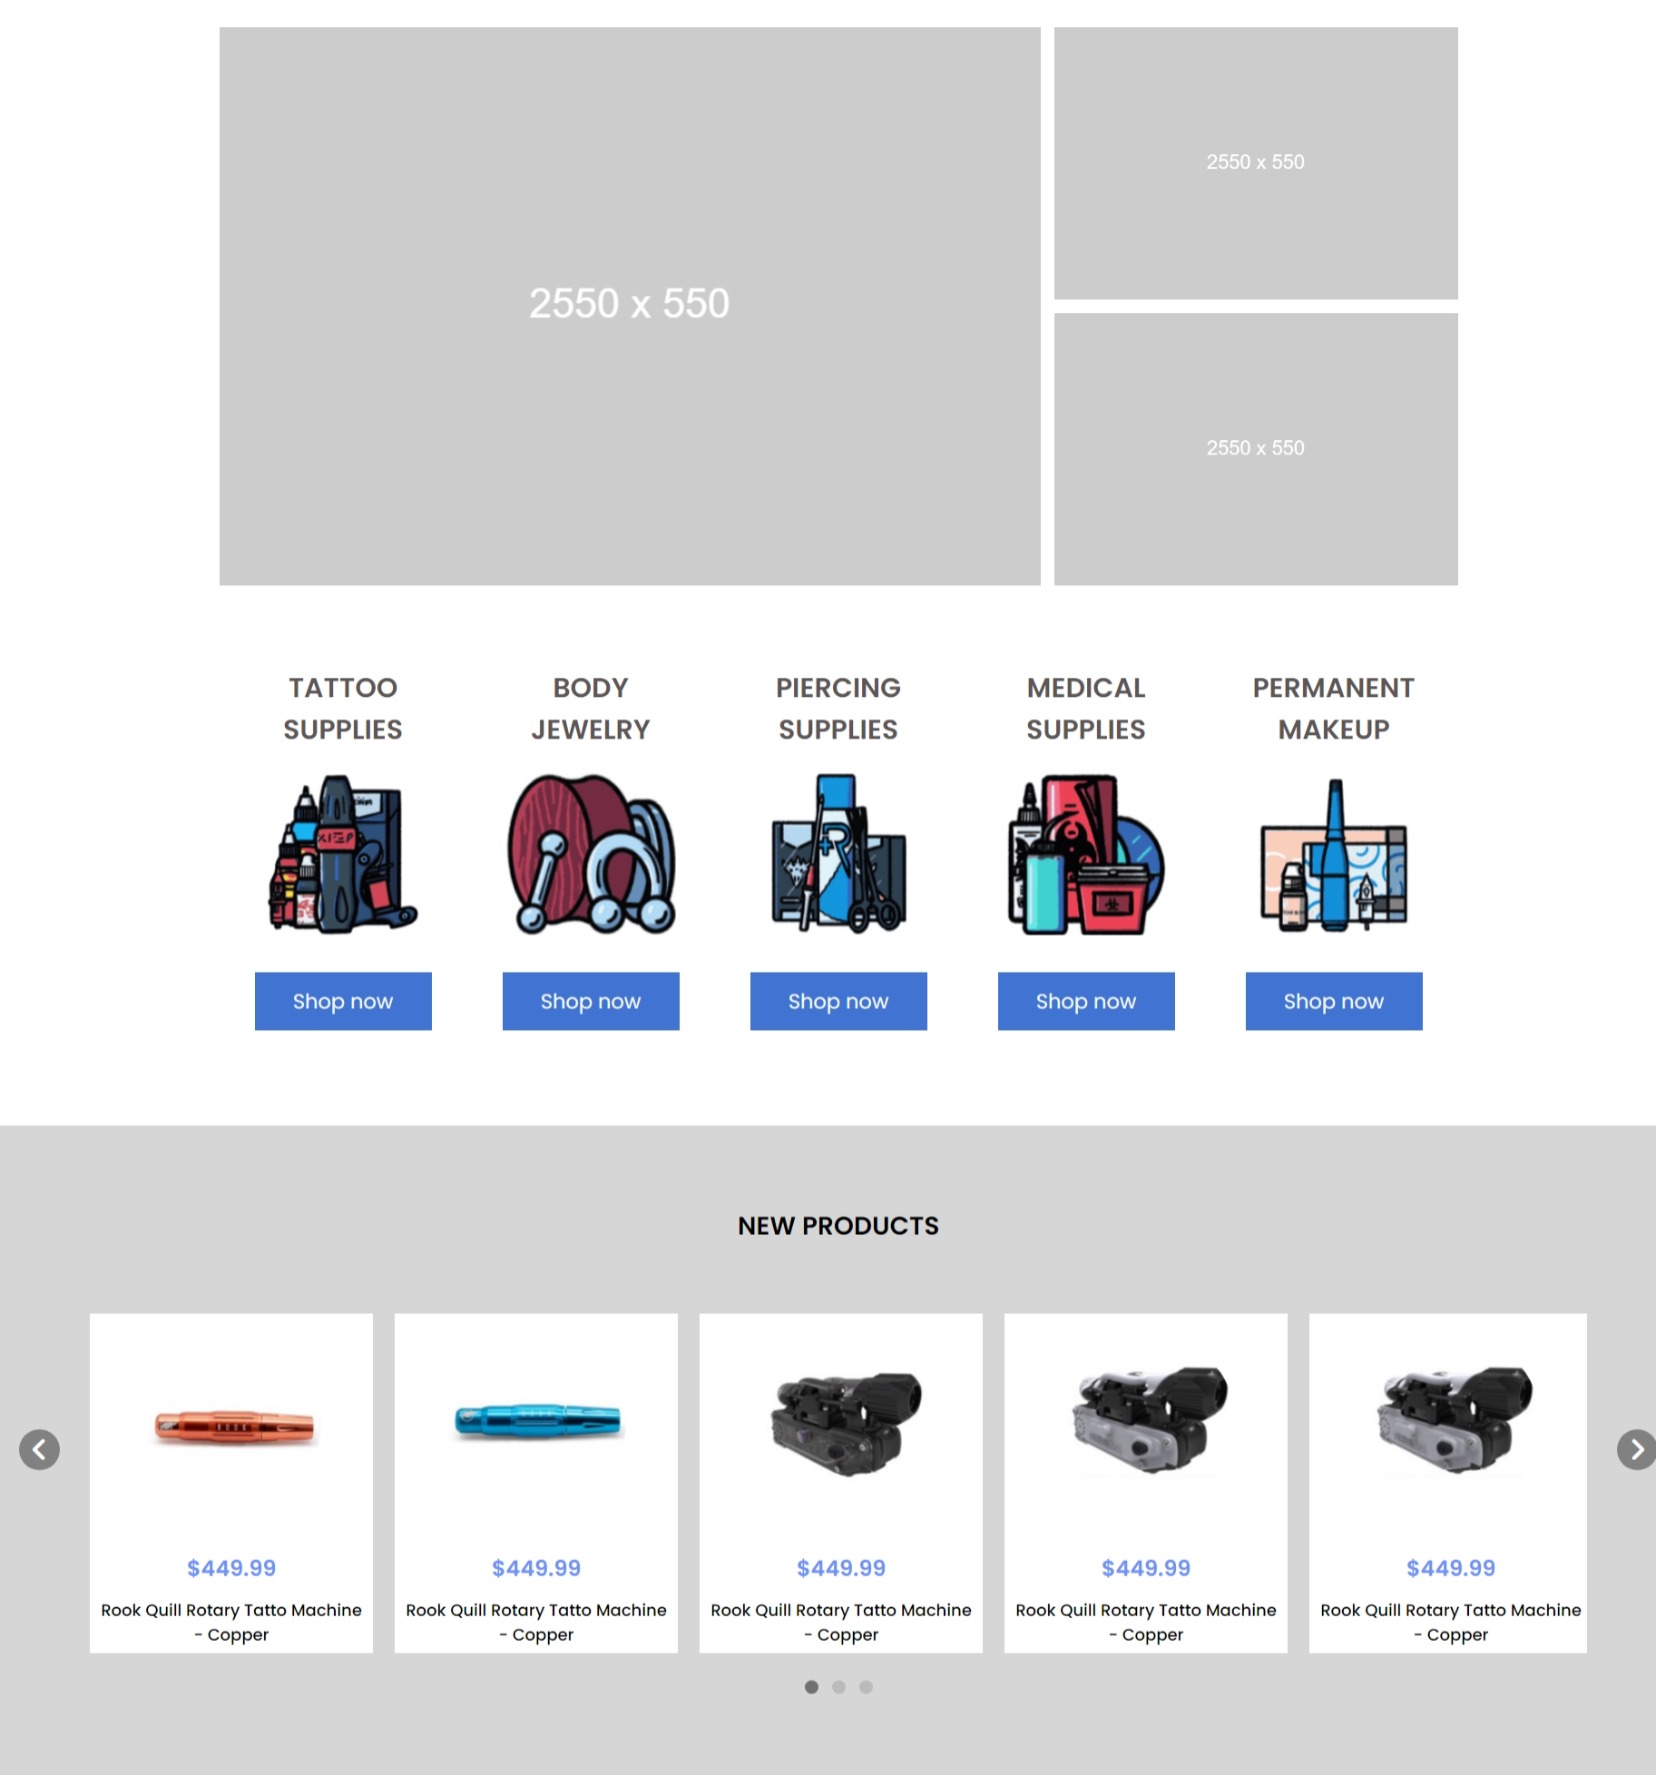 2550 x 550
2550 x 550
2550 x 550
TATTOO
SUPPLIES
BODY
JEWELRY
PIERCING
SUPPLIES
MEDICAL
SUPPLIES
PERMANENT
MAKEUP
Shop now
Shop now
Shop now
Shop now
Shop now
NEW PRODUCTS
$449.99
Rook Quill Rotary Tatto Machine
- Copper
$449.99
Rook Quill Rotary Tatto Machine
- Copper
$449.99
Rook Quill Rotary Tatto Machine
- Copper
$449.99
Rook Quill Rotary Tatto Machine
- Copper
$449.99
Rook Quill Rotary Tatto Machine
- Copper